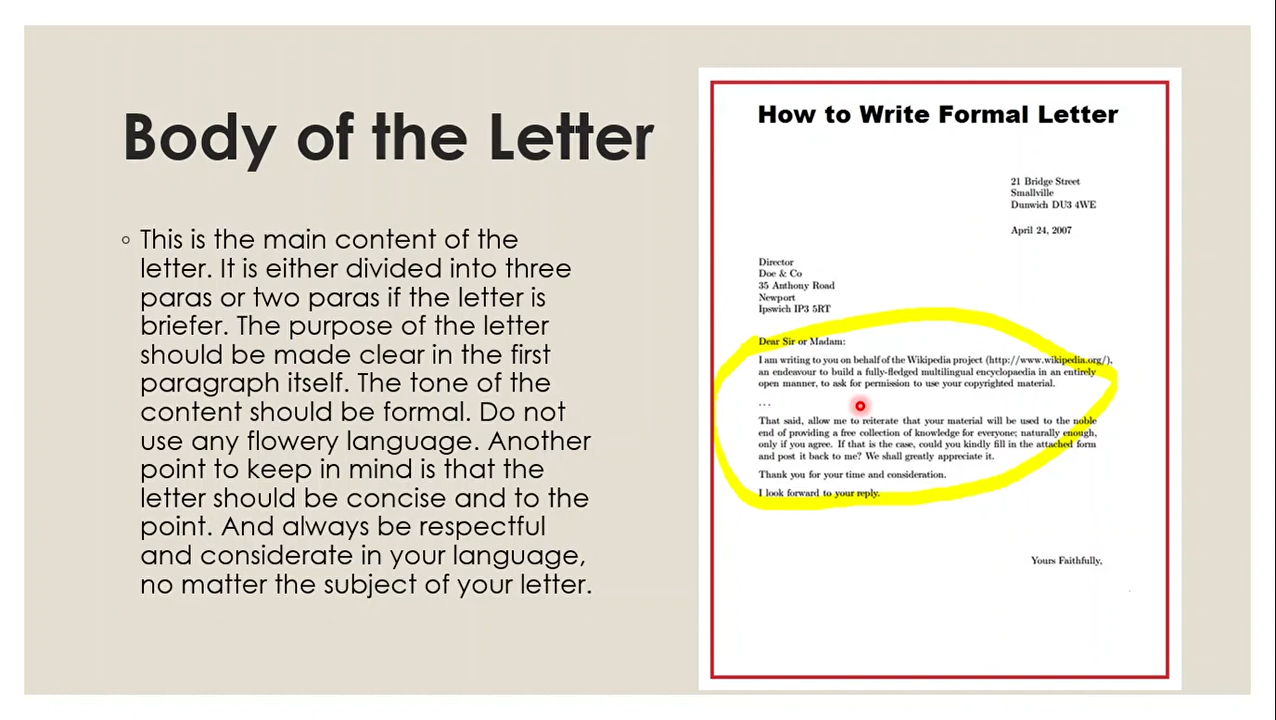 Body of the Letter
◦ This is the main content of the
letter. It is either divided into three
paras or two paras if the letter is
briefer. The purpose of the letter
should be made clear in the first
paragraph itself. The tone of the
content should be formal. Do not
use any flowery language. Another
point to keep in mind is that the
letter should be concise and to the
point. And always be respectful
and considerate in your language,
no matter the subject of your letter.
How to Write Formal Letter
21 Bridge Street
Smallville
Dunwich DU3 4WE
April 24, 2007
Director
Doe & Co
35 Anthony Road
Newport
Ipswich IP3 5RT
Dear Sir or Madam:
I am writing to you on behalf of the Wikipedia project (http://www.wikipedia.org/),
an endeavour to build a fully-fledged multilingual encyclopaedia in an entirely
open manner, to ask for permission to use your copyrighted material.
...
That said, allow me to reiterate that your material will be used to the noble
end of providing a free collection of knowledge for everyone; naturally enough,
only if you agree. If that is the case, could you kindly fill in the attached form
and post it back to me? We shall greatly appreciate it.
Thank you for your time and consideration.
I look forward to your reply.
Yours Faithfully,